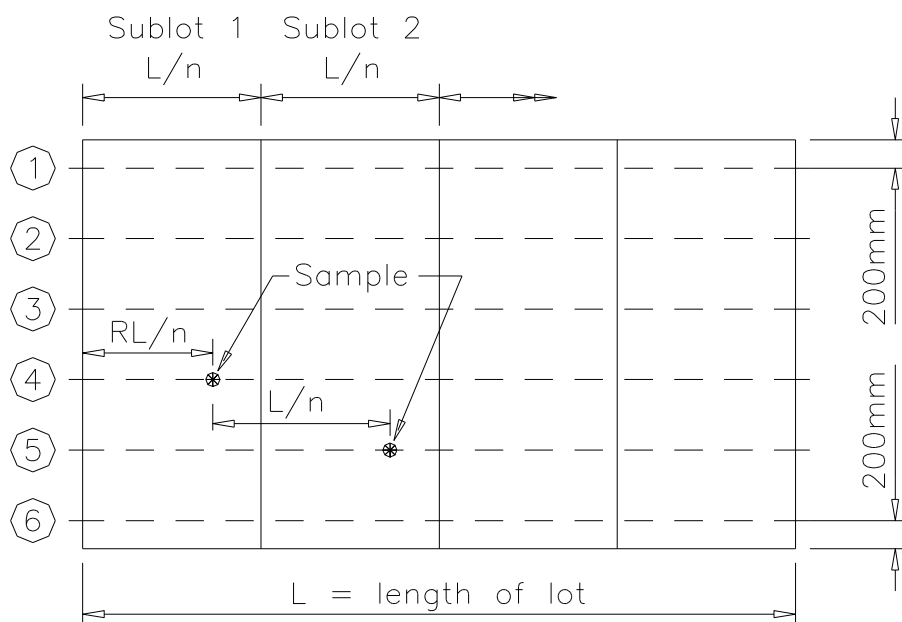 Sublot 1 Sublot 2
L/n L/n
1
2
200mm
Sample
3
RL/n
4
L/n
5
200mm
6
L = length of lot